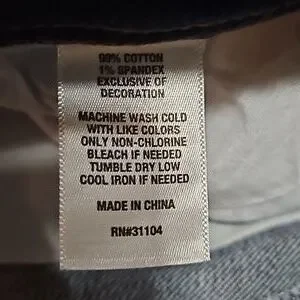 99% COTTON
1% SPANDEX
EXCLUSIVE OF
DECORATION
MACHINE WASH COLD
WITH LIKE COLORS
ONLY NON-CHLORINE
BLEACH IF NEEDED
TUMBLE DRY LOW
COOL IRON IF NEEDED
MADE IN CHINA
RN#31104